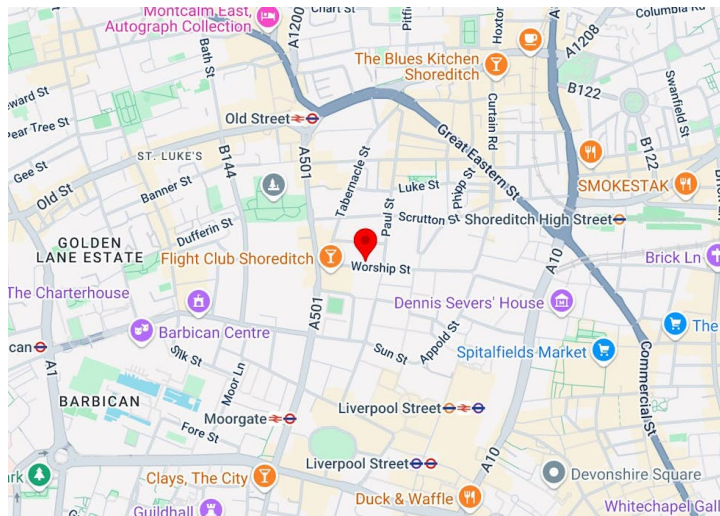 Montcalm East,
Autograph Collection
A1200
Chart St
Hoxton
Columbia Rd
A1208
Bath St
The Blues Kitchen
Shoreditch
B122
Swanfield St
Old Street
Curtain Rd
Great Eastern St
Pear Tree St
ST. LUKE'S
A501
B144
B122
Gee St
Banner St
Tabernacle St
Luke St
Phipp St
SMOKESTAK
Old St
Paul St
Scrutton St
Shoreditch High Street
Dufferin St
GOLDEN
LANE ESTATE
Flight Club Shoreditch
Worship St
A10
Brick Ln
The Charterhouse
A501
Dennis Severs' House
Barbican Centre
The
Silk St
Sun St
Appold St
Spitalfields Market
A1
Moor Ln
Commercial St
BARBICAN
Moorgate
Liverpool Street
Fore St
A10
Liverpool Street
Clays, The City
Devonshire Square
Duck & Waffle
Guildhall
Whitechapel Gall